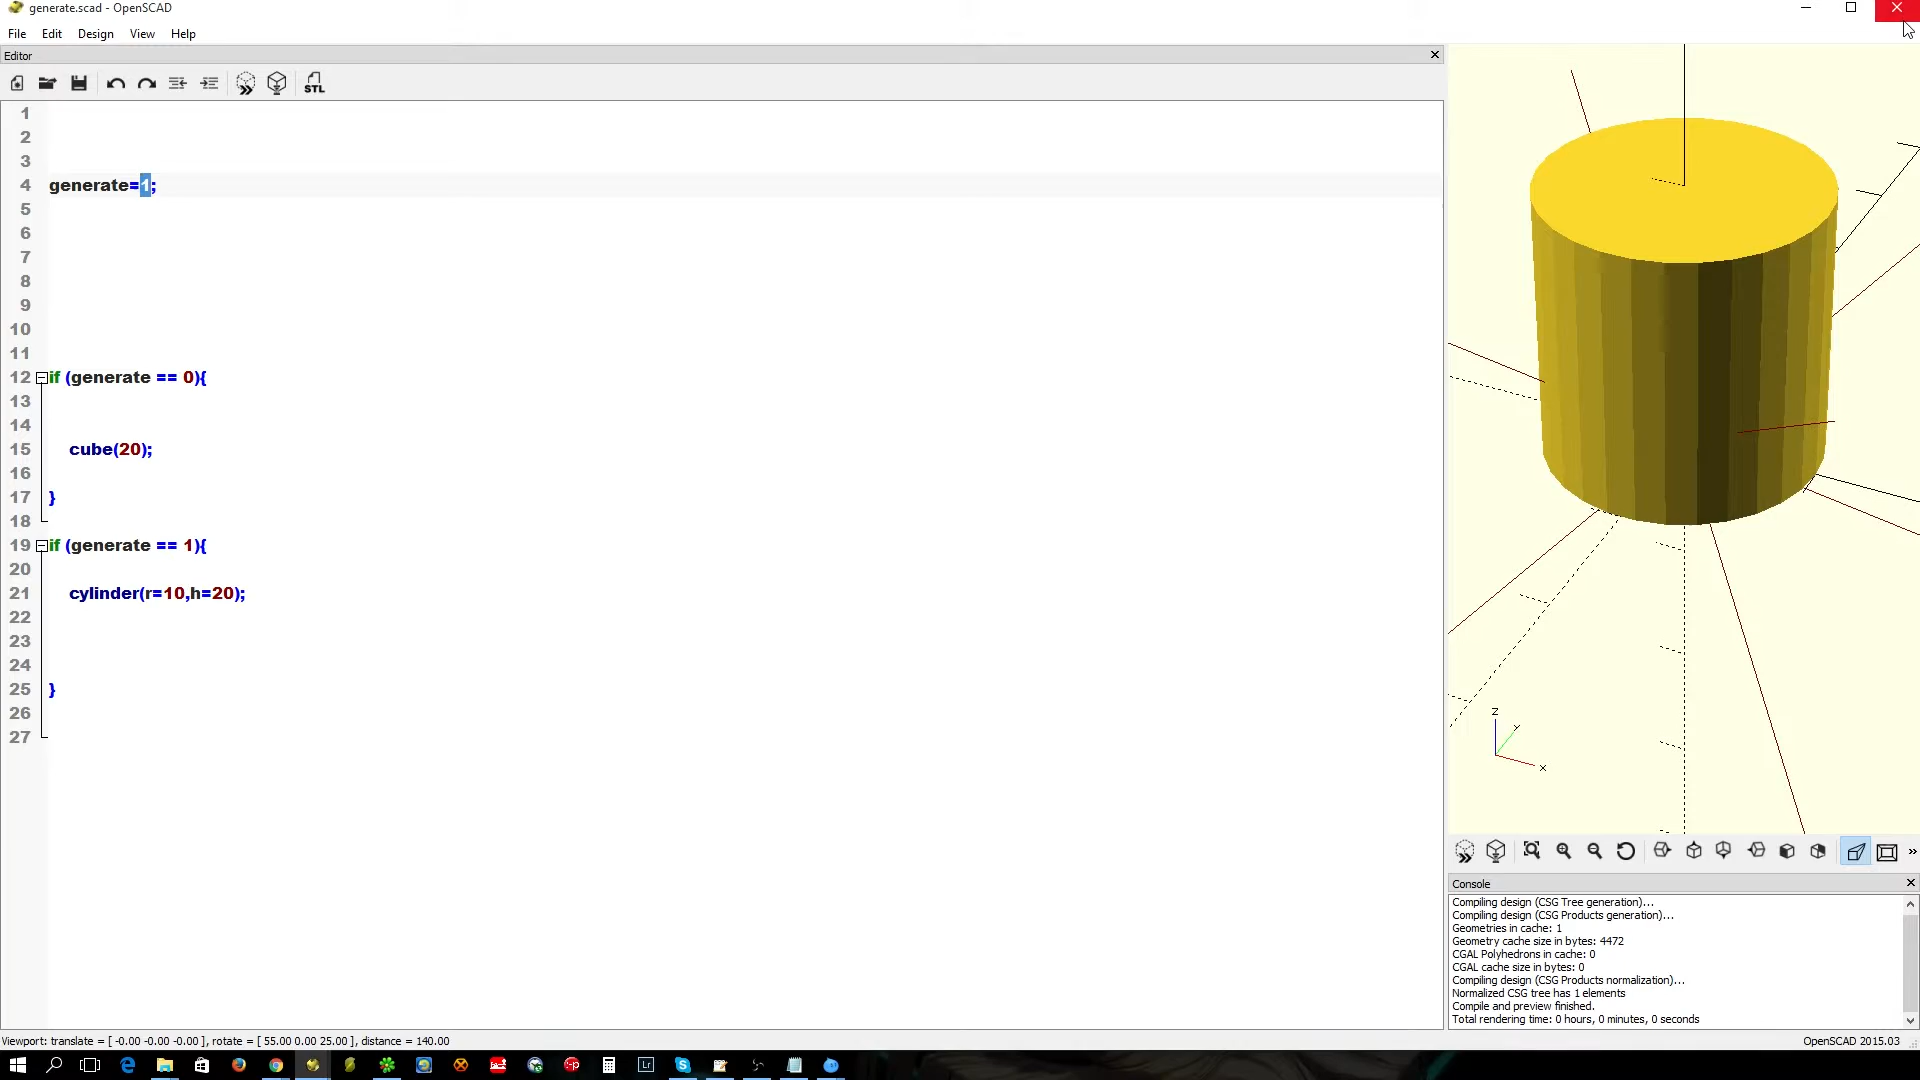 generate.scad - OpenSCAD
File Edit Design View Help
Editor
STL
1
2
3
4 generate=1;
5
6
7
8
9
10
11
12 if (generate == 0){
13
14
15 cube(20);
16
17 }
18
19 if (generate == 1){
20
21 cylinder(r=10,h=20);
22
23
24
25 }
26
27
z
Y
x
»
Console
Compiling design (CSG Tree generation)...
Compiling design (CSG Products generation)...
Geometries in cache: 1
Geometry cache size in bytes: 4472
CGAL Polyhedrons in cache: 0
CGAL cache size in bytes: 0
Compiling design (CSG Products normalization)...
Normalized CSG tree has 1 elements
Compile and preview finished.
Total rendering time: 0 hours, 0 minutes, 0 seconds
Viewport: translate = [ -0.00 -0.00 -0.00 ], rotate = [ 55.00 0.00 25.00 ], distance = 140.00
OpenSCAD 2015.03
Lr